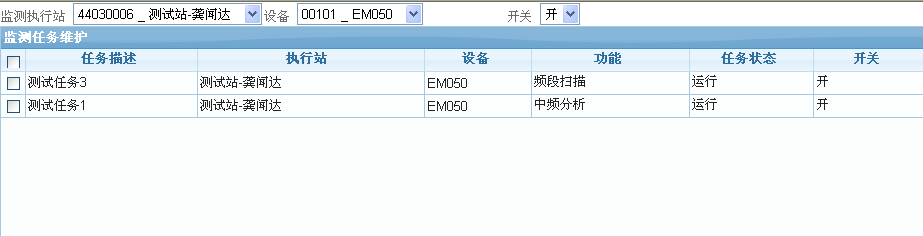 监测执行站 44030006 _ 测试站-龚闻达 设备 00101 _ EM050 开关 开
监测任务维护
任务描述 执行站 设备 功能 任务状态 开关
测试任务3 测试站-龚闻达 EM050 频段扫描 运行 开
测试任务1 测试站-龚闻达 EM050 中频分析 运行 开